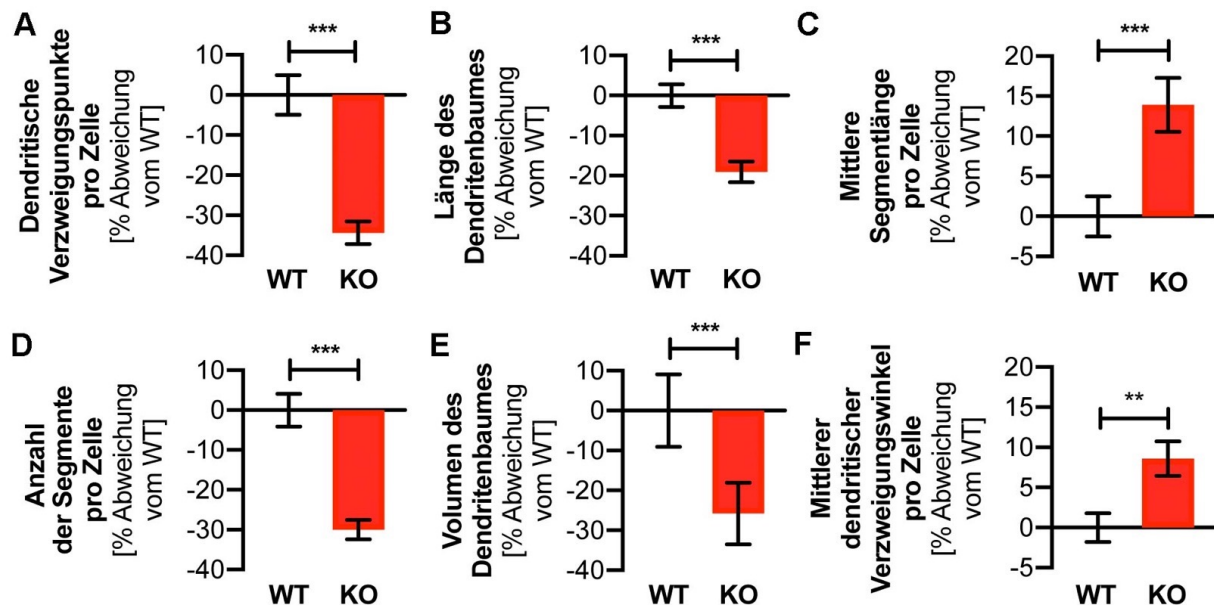 A
Dendritische
Verzweigungspunkte
pro Zelle
[% Abweichung
vom WT]
10
0
-10
-20
-30
-40
***
WT KO
B
Länge des
Dendritenbaumes
[% Abweichung
vom WT]
10
0
-10
-20
-30
-40
***
WT KO
C
Mittlere
Segmentlänge
pro Zelle
[% Abweichung
vom WT]
20
15
10
5
0
-5
***
WT KO
D
Anzahl
der Segmente
pro Zelle
[% Abweichung
vom WT]
10
0
-10
-20
-30
-40
***
WT KO
E
Volumen des
Dendritenbaumes
[% Abweichung
vom WT]
10
0
-10
-20
-30
-40
***
WT KO
F
Mittlerer
dendritischer
Verzweigungswinkel
pro Zelle
[% Abweichung
vom WT]
20
15
10
5
0
-5
**
WT KO